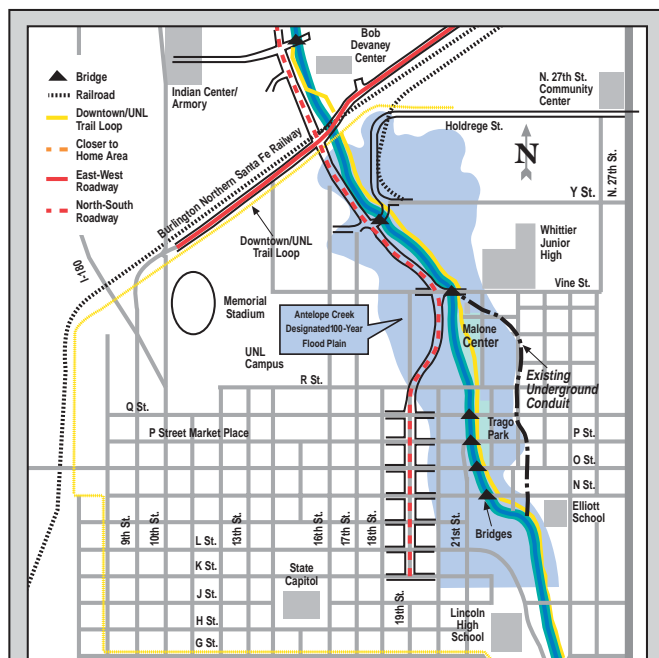 Bridge
Railroad
Downtown/UNL
Trail Loop
Closer to
Home Area
East-West
Roadway
North-South
Roadway
Indian Center/
Armory
Bob
Devaney
Center
N. 27th St.
Community
Center
Holdrege St.
N
N. 27th St.
Burlington Northern Santa Fe Railway
Y St.
Downtown/UNL
Trail Loop
I-180
Whittier
Junior
High
Vine St.
Memorial
Stadium
Antelope Creek
Designated100-Year
Flood Plain
Malone
Center
UNL
Campus
Existing
Underground
Conduit
R St.
Q St.
P Street Market Place
Trago
Park
P St.
O St.
N St.
9th St.
10th St.
13th St.
16th St.
17th St.
18th St.
21st St.
Bridges
Elliott
School
L St.
K St.
J St.
H St.
G St.
State
Capitol
19th St.
Lincoln
High
School